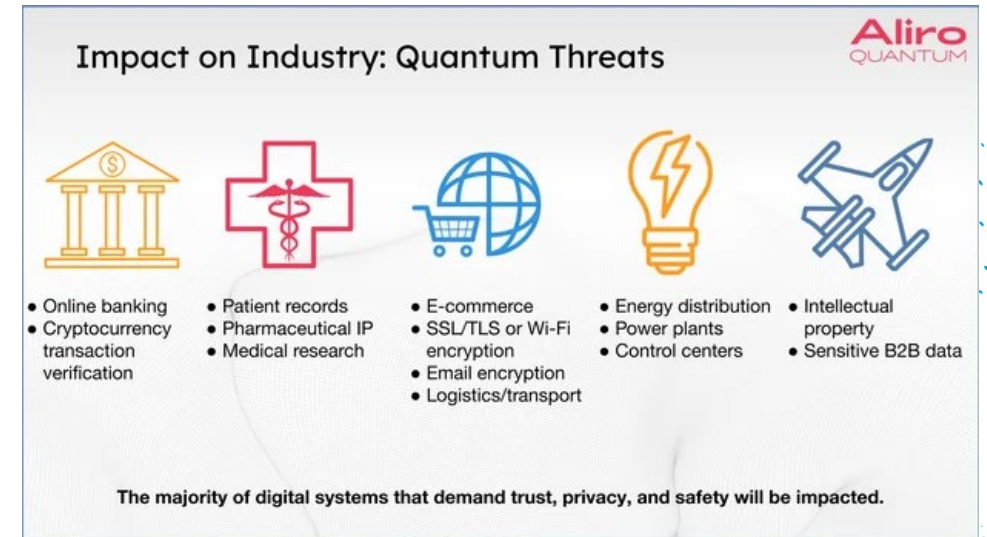 Impact on Industry: Quantum Threats
Aliro
QUANTUM
$
● Online banking
● Cryptocurrency
transaction
verification
● Patient records
● Pharmaceutical IP
● Medical research
● E-commerce
● SSL/TLS or Wi-Fi
encryption
● Email encryption
● Logistics/transport
● Energy distribution
● Power plants
● Control centers
● Intellectual
property
● Sensitive B2B data
The majority of digital systems that demand trust, privacy, and safety will be impacted.